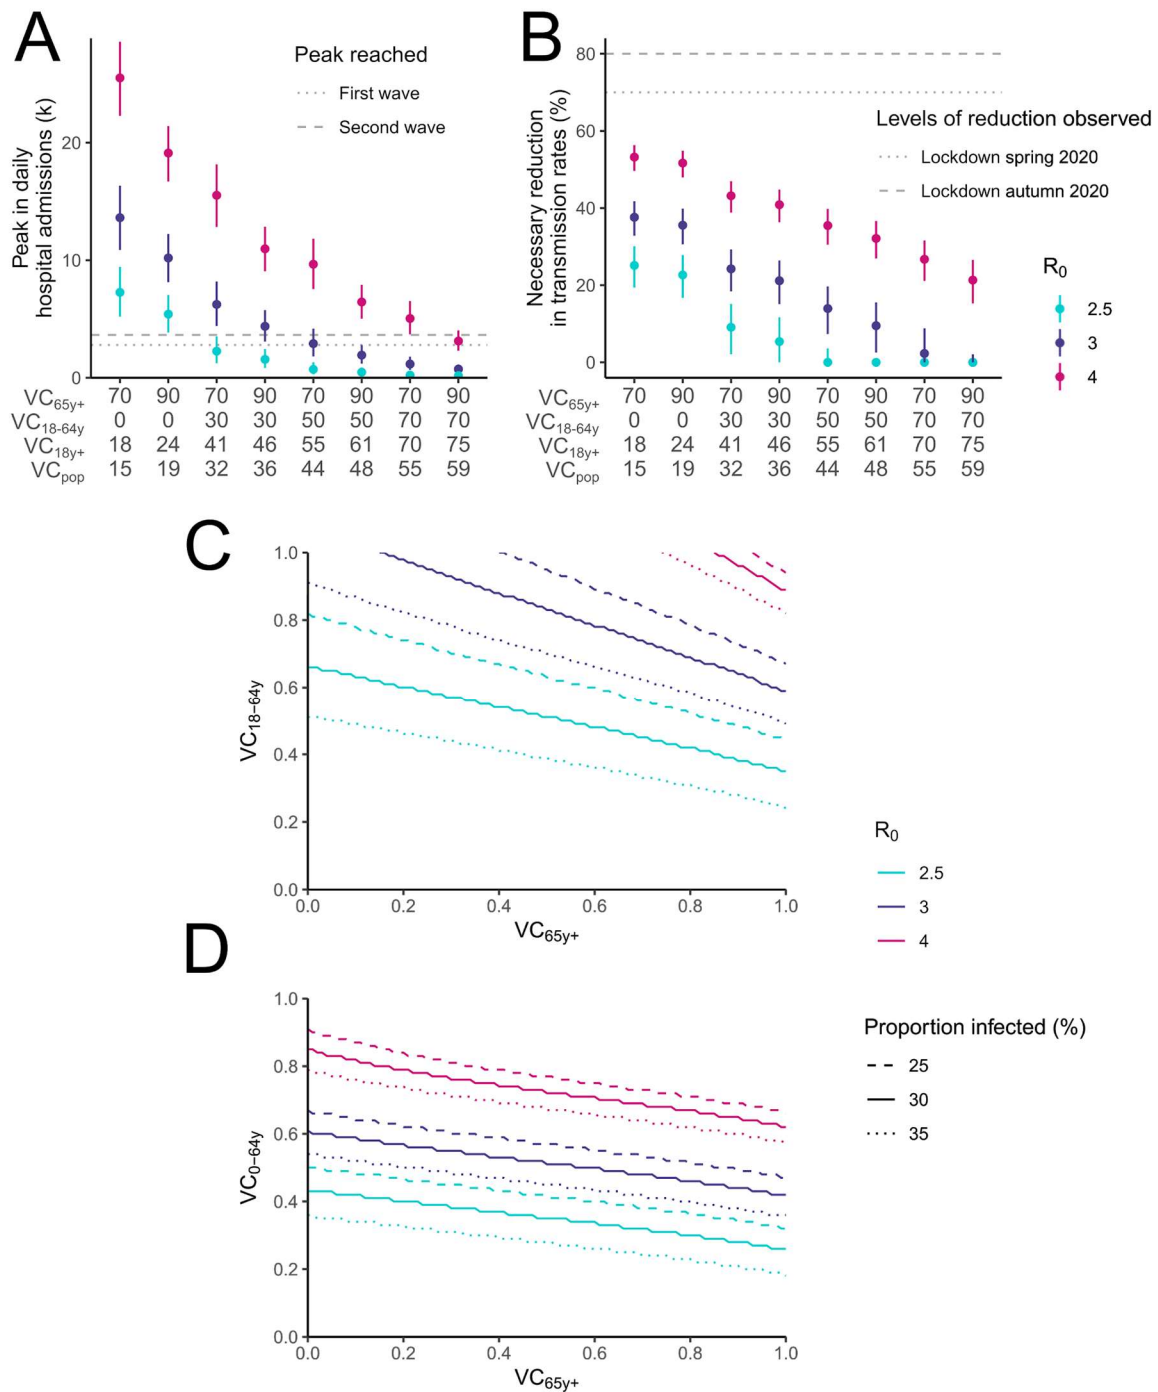 A
Peak in daily
hospital admissions (k)
20
10
0
Peak reached
First wave
Second wave
VC65y+ 70 90 70 90 70 90 70 90
VC18-64y 0 0 30 30 50 50 70 70
VC18y+ 18 24 41 46 55 61 70 75
VCpop 15 19 32 36 44 48 55 59
B
Necessary reduction
in transmission rates (%)
80
60
40
20
0
Levels of reduction observed
Lockdown spring 2020
Lockdown autumn 2020
VC65y+ 70 90 70 90 70 90 70 90
VC18-64y 0 0 30 30 50 50 70 70
VC18y+ 18 24 41 46 55 61 70 75
VCpop 15 19 32 36 44 48 55 59
R0
2.5
3
4
C
VC18−64y
1.0
0.8
0.6
0.4
0.2
0.0
0.0 0.2 0.4 0.6 0.8 1.0
VC65y+
R0
2.5
3
4
D
VC0−64y
1.0
0.8
0.6
0.4
0.2
0.0
0.0 0.2 0.4 0.6 0.8 1.0
VC65y+
Proportion infected (%)
25
30
35